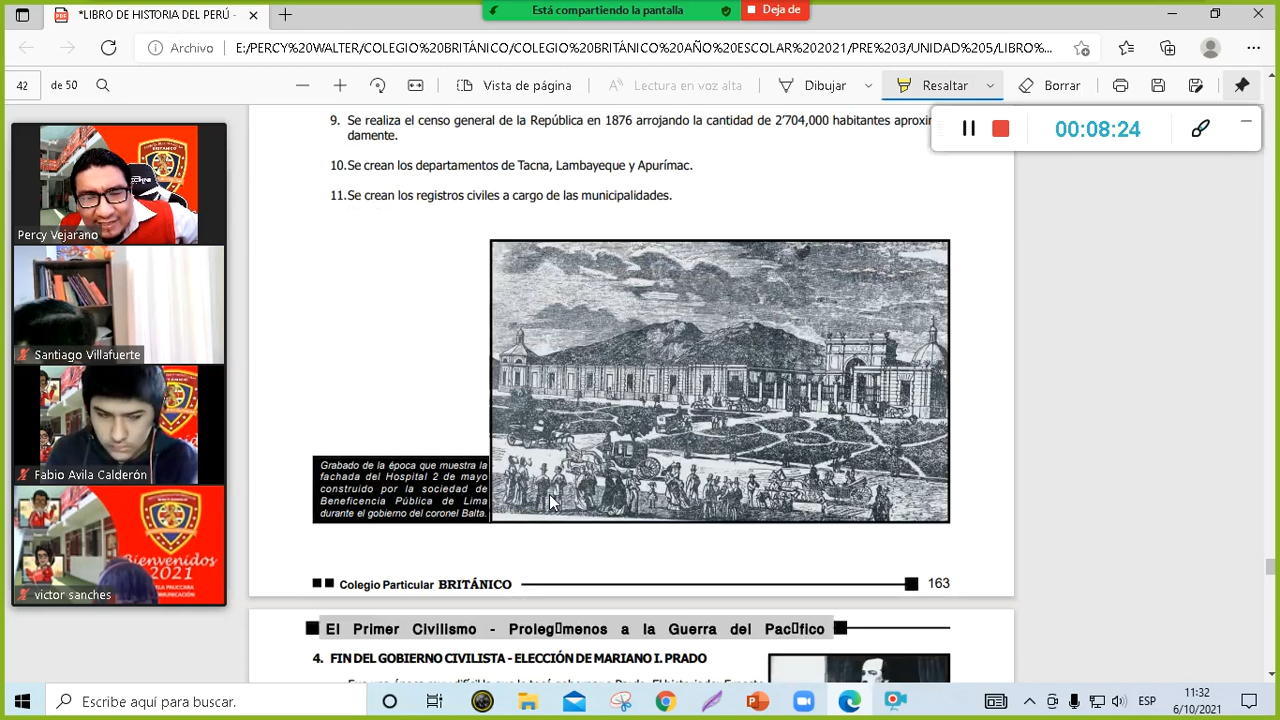 *LIBRO DE HISTORIA DEL PERÚ -
Está compartiendo la pantalla
Deja de
Archivo
E:/PERCY%20WALTER/COLEGIO%20BRITÁNICO/COLEGIO%20BRITÁNICO%20AÑO%20ESCOLAR%202021/PRE%203/UNIDAD%205/LIBRO%...
42 de 50
Vista de página
Lectura en voz alta
Dibujar
Resaltar
Borrar
00:08:24
9. Se realiza el censo general de la República en 1876 arrojando la cantidad de 2'704,000 habitantes aproxi
damente.
10.Se crean los departamentos de Tacna, Lambayeque y Apurímac.
11.Se crean los registros civiles a cargo de las municipalidades.
Percy Vejarano
Santiago Villafuerte
Fabio Avila Calderón
Bienvenidos
2021
victor sanches
Grabado de la época que muestra la
fachada del Hospital 2 de mayo
construido por la sociedad de
Beneficencia Pública de Lima
durante el gobierno del coronel Balta.
Colegio Particular BRITÁNICO
163
El Primer Civilismo - Proleg▯menos a la Guerra del Pac▯fico
4. FIN DEL GOBIERNO CIVILISTA - ELECCIÓN DE MARIANO I. PRADO
Escribe aquí para buscar.
ESP
11:32
6/10/2021